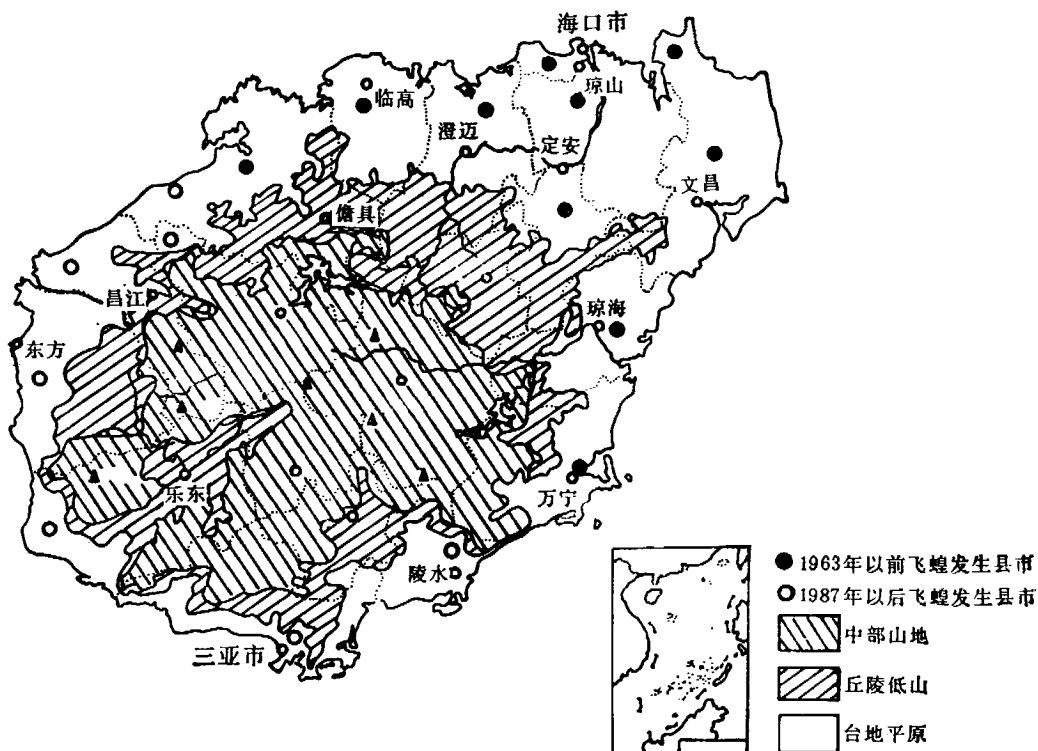 海口市
琼山
临高
澄迈
定安
文昌
儋县
昌江
琼海
东方
乐东
万宁
陵水
三亚市
1963年以前飞蝗发生县市
1987年以后飞蝗发生县市
中部山地
丘陵低山
台地平原